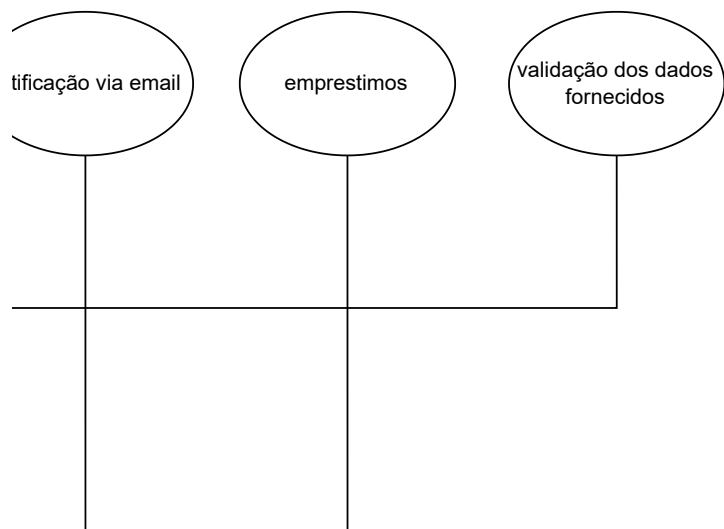 tificação via email
emprestimos
validação dos dados
fornecidos